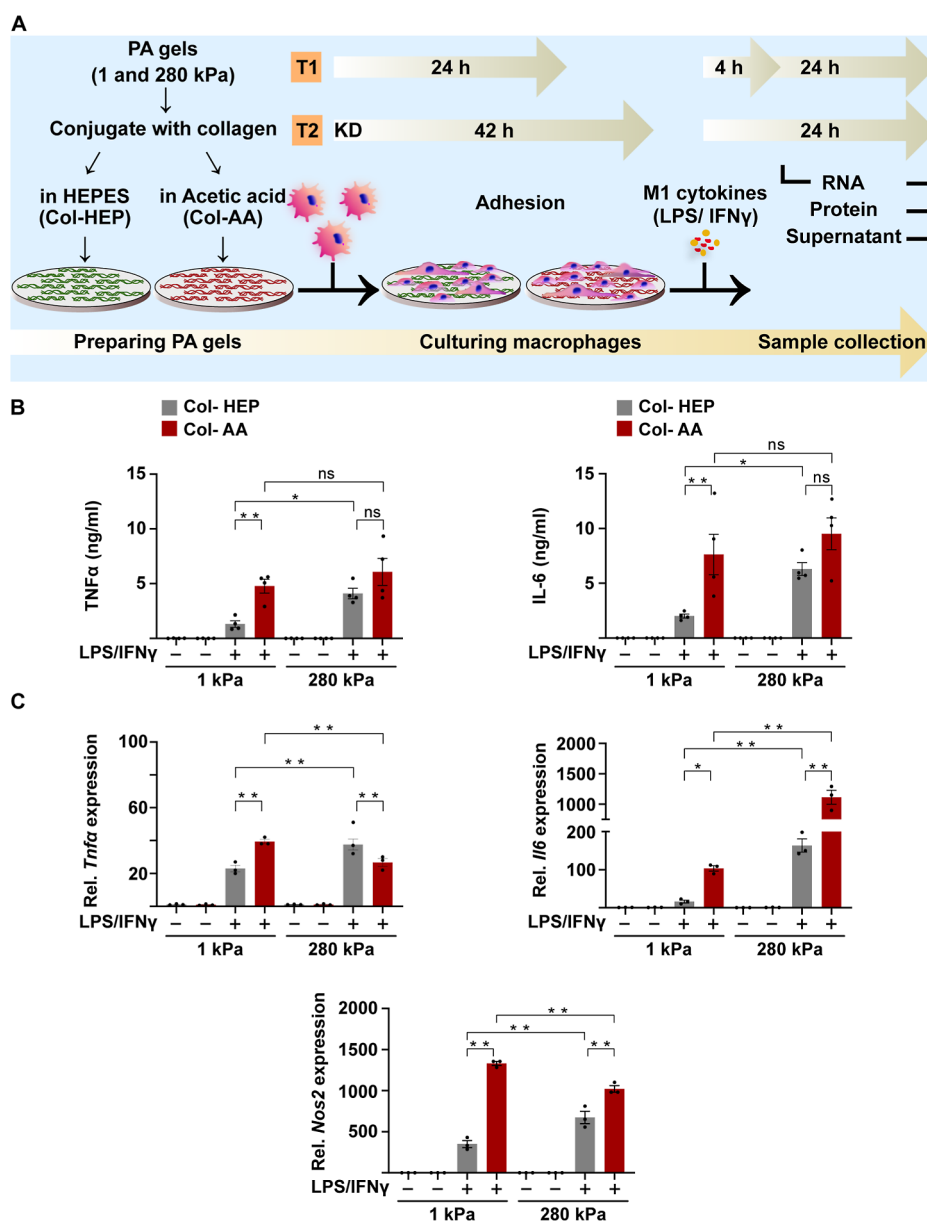 A
PA gels
(1 and 280 kPa)
Conjugate with collagen
in HEPES
(Col-HEP)
in Acetic acid
(Col-AA)
T1
24 h
4 h
24 h
T2
KD
42 h
24 h
Adhesion
M1 cytokines
(LPS/ IFNγ)
RNA
Protein
Supernatant
Preparing PA gels
Culturing macrophages
Sample collection
B
Col- HEP
Col- AA
TNFα (ng/ml)
15
10
5
ns
*
* *
ns
LPS/IFNγ
− − + + − − + +
1 kPa
280 kPa
Col- HEP
Col- AA
IL-6 (ng/ml)
15
10
5
ns
*
* *
ns
LPS/IFNγ
− − + + − − + +
1 kPa
280 kPa
C
Rel. Tnfα expression
100
60
20
* *
* *
* *
* *
LPS/IFNγ
− − + + − − + +
1 kPa
280 kPa
Rel. Il6 expression
2000
1500
1000
200
100
* *
* *
*
* *
LPS/IFNγ
− − + + − − + +
1 kPa
280 kPa
Rel. Nos2 expression
2000
1500
1000
500
* *
* *
* *
* *
LPS/IFNγ
− − + + − − + +
1 kPa
280 kPa